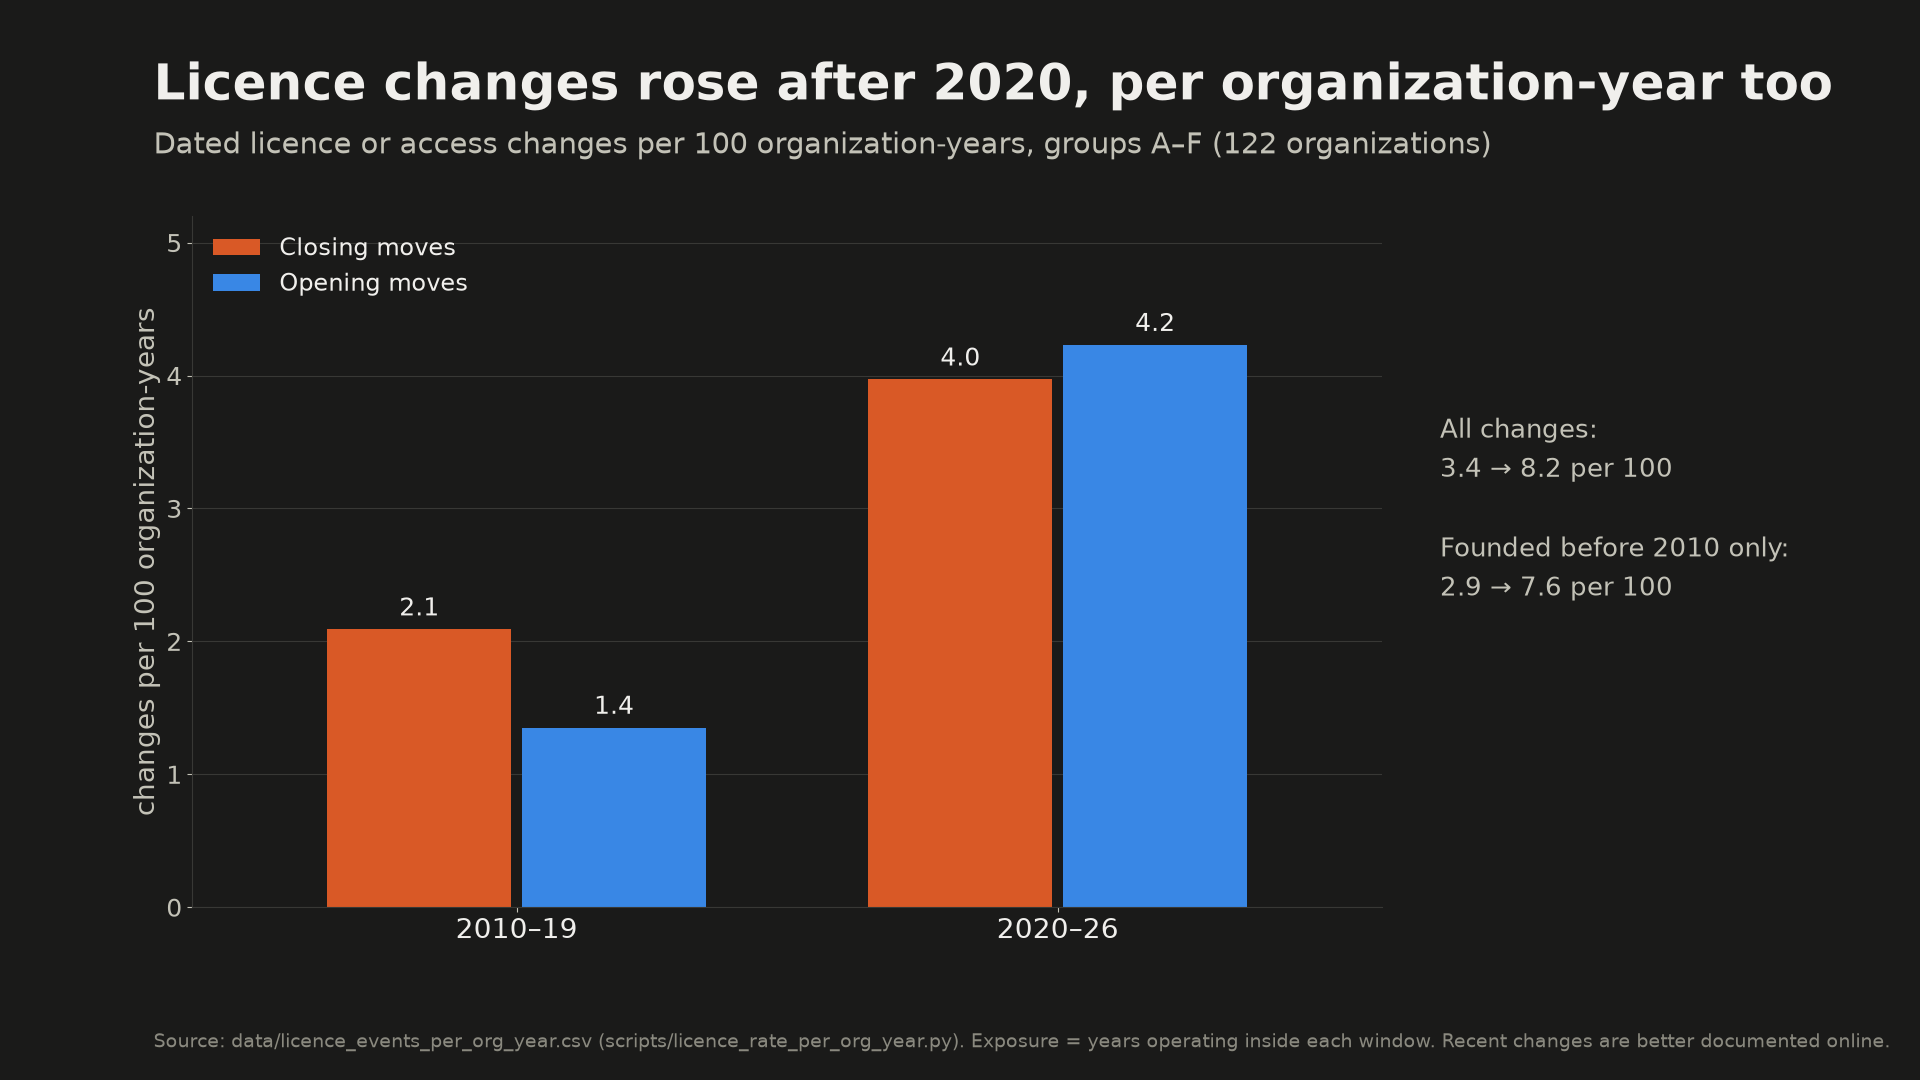 Licence changes rose after 2020, per organization-year too
Dated licence or access changes per 100 organization-years, groups A–F (122 organizations)
Closing moves
Opening moves
changes per 100 organization-years
5
4
3
2
1
0
2.1
1.4
4.0
4.2
2010–19
2020–26
All changes:
3.4 → 8.2 per 100
Founded before 2010 only:
2.9 → 7.6 per 100
Source: data/licence_events_per_org_year.csv (scripts/licence_rate_per_org_year.py). Exposure = years operating inside each window. Recent changes are better documented online.